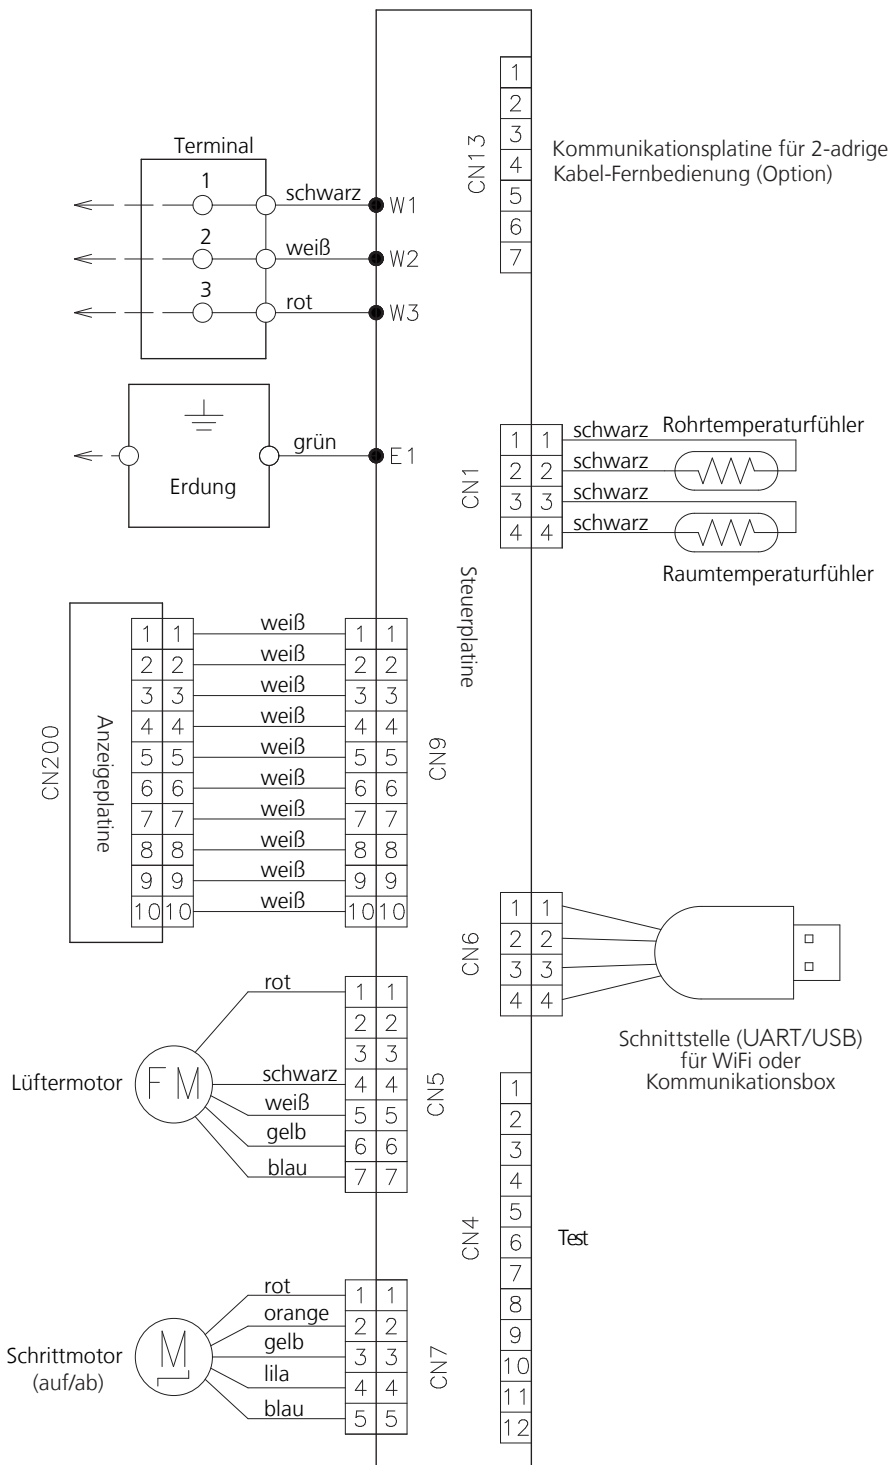 Terminal
1
schwarz
W1
2
weiß
W2
3
rot
W3
grün
E1
Erdung
CN13
1
2
3
4
5
6
7
Kommunikationsplatine für 2-adrige
Kabel-Fernbedienung (Option)
CN1
1 1 schwarz Rohrtemperaturfühler
2 2 schwarz
3 3 schwarz
4 4 schwarz
Raumtemperaturfühler
Steuerplatine
CN200
Anzeigeplatine
1 1 weiß 1 1
2 2 weiß 2 2
3 3 weiß 3 3
4 4 weiß 4 4
5 5 weiß 5 5
6 6 weiß 6 6
7 7 weiß 7 7
8 8 weiß 8 8
9 9 weiß 9 9
10 10 weiß 10 10
CN9
CN6
1 1
2 2
3 3
4 4
Schnittstelle (UART/USB)
für WiFi oder
Kommunikationsbox
Lüftermotor
FM
rot 1 1
2 2
3 3
schwarz 4 4
weiß 5 5
gelb 6 6
blau 7 7
CN5
CN4
1
2
3
4
5
6
7
8
9
10
11
12
Test
Schrittmotor
(auf/ab)
M
rot 1 1
orange 2 2
gelb 3 3
lila 4 4
blau 5 5
CN7